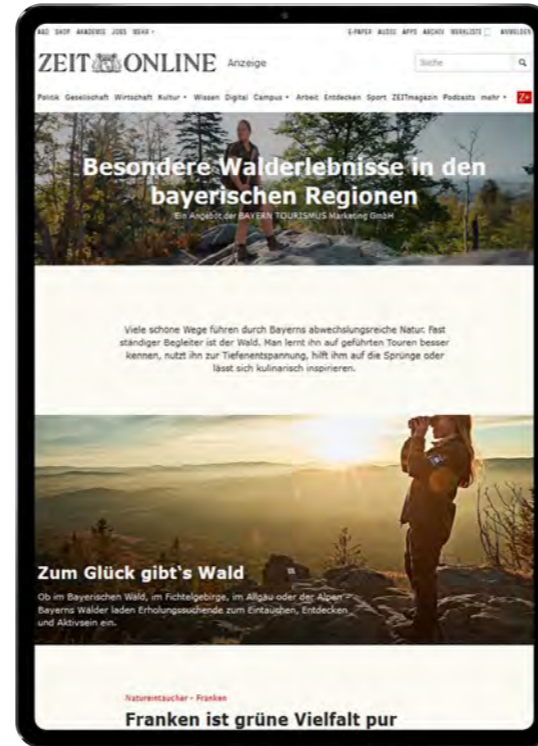 ABO SHOP AKADEMIE JOBS MEHR
E-PAPER AUDIO APPS ARCHIV MERKLISTE ANMELDEN
ZEIT ONLINE Anzeige
Suche
Politik Gesellschaft Wirtschaft Kultur Wissen Digital Campus Arbeit Entdecken Sport ZEITmagazin Podcasts mehr Z+
Besondere Walderlebnisse in den
bayerischen Regionen
Ein Angebot der BAYERN TOURISMUS Marketing GmbH
Viele schöne Wege führen durch Bayerns abwechslungsreiche Natur. Fast
ständiger Begleiter ist der Wald. Man lernt ihn auf geführten Touren besser
kennen, nutzt ihn zur Tiefenentspannung, hilft ihm auf die Sprünge oder
lässt sich kulinarisch inspirieren.
Zum Glück gibt's Wald
Ob im Bayerischen Wald, im Fichtelgebirge, im Allgäu oder der Alpen –
Bayerns Wälder laden Erholungssuchende zum Eintauchen, Entdecken
und Aktivsein ein.
Natureintaucher - Franken
Franken ist grüne Vielfalt pur